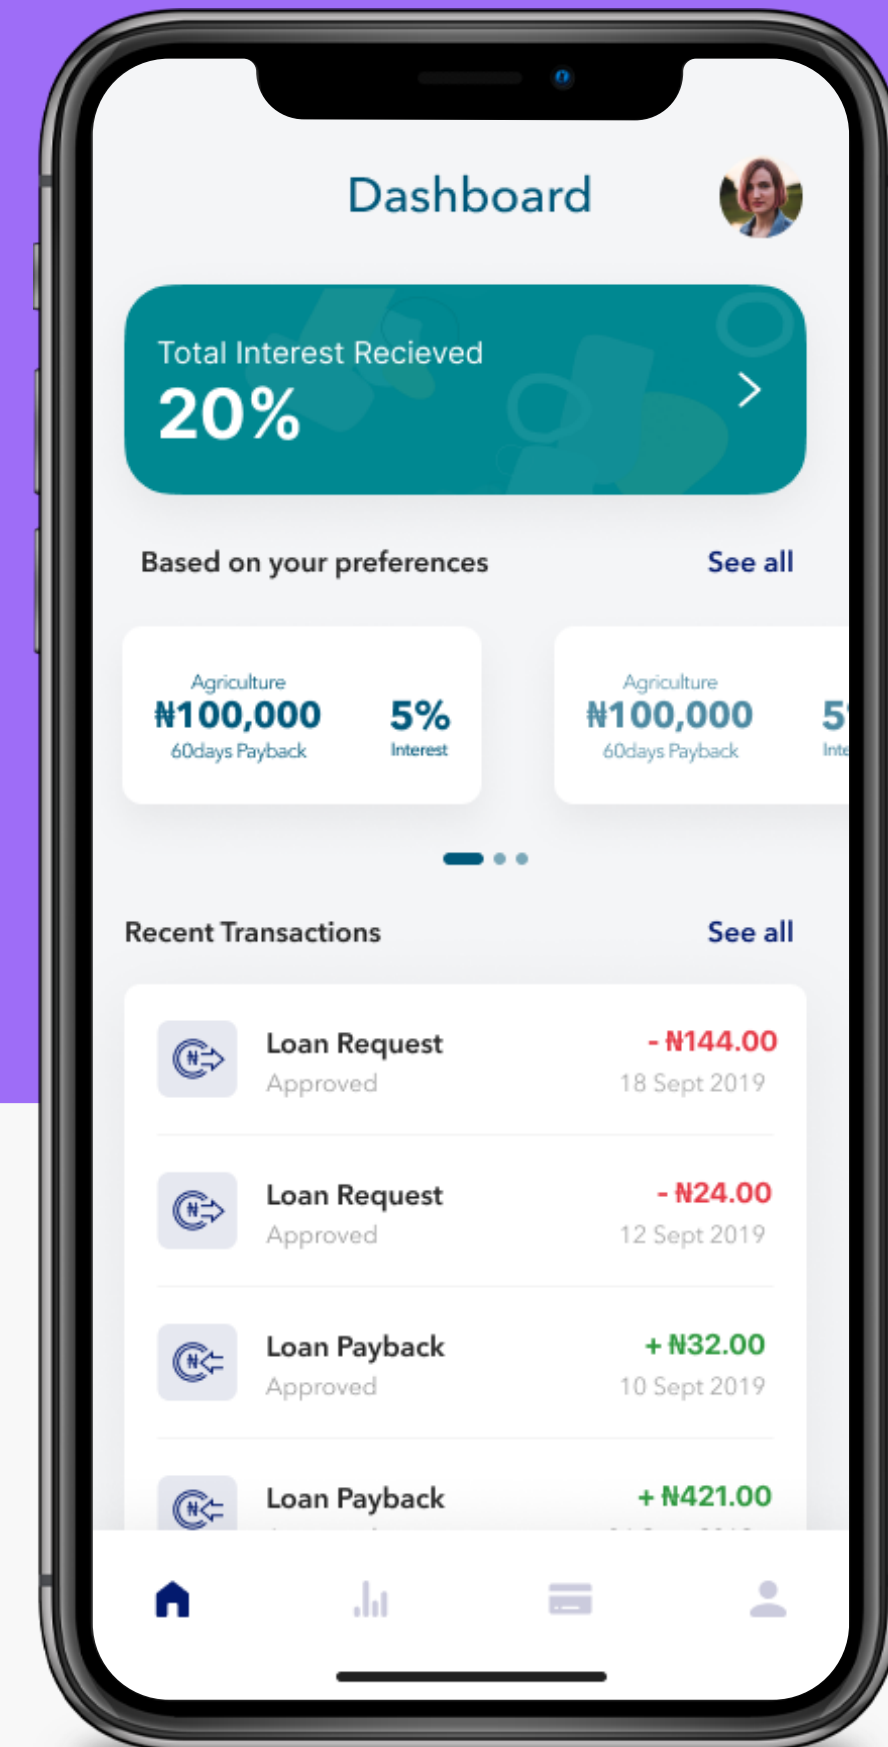 Dashboard
Total Interest Recieved
20%
Based on your preferences See all
Agriculture
₦100,000 5%
60days Payback Interest
Agriculture
₦100,000
60days Payback
Recent Transactions See all
Loan Request - ₦144.00
Approved 18 Sept 2019
Loan Request - ₦24.00
Approved 12 Sept 2019
Loan Payback + ₦32.00
Approved 10 Sept 2019
Loan Payback + ₦421.00